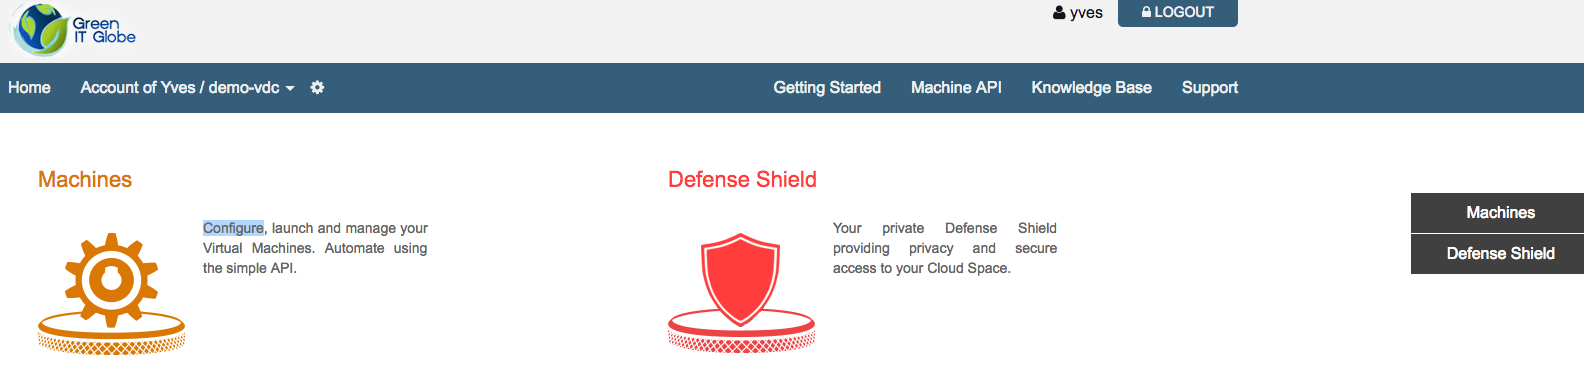 Green
IT Globe
yves
LOGOUT
Home
Account of Yves / demo-vdc
Getting Started
Machine API
Knowledge Base
Support
Machines
Configure, launch and manage your
Virtual Machines. Automate using
the simple API.
Defense Shield
Your private Defense Shield
providing privacy and secure
access to your Cloud Space.
Machines
Defense Shield